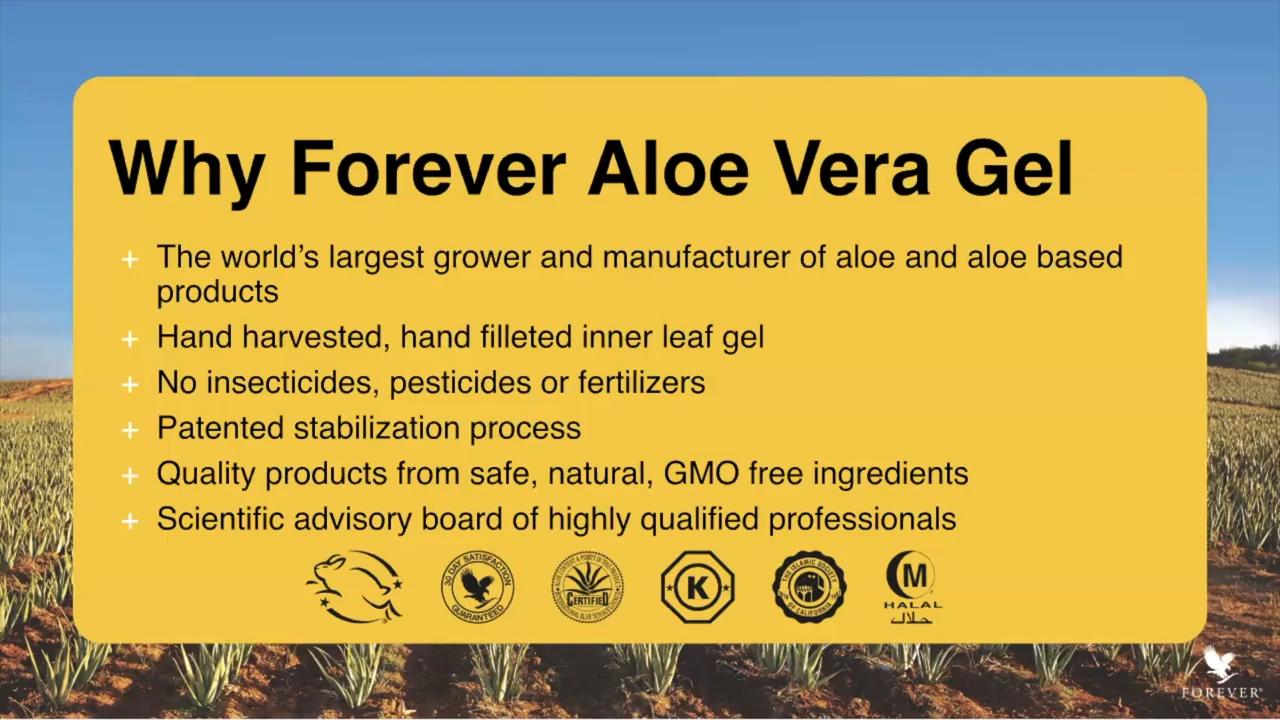 Why Forever Aloe Vera Gel
+ The world’s largest grower and manufacturer of aloe and aloe based
products
+ Hand harvested, hand filleted inner leaf gel
+ No insecticides, pesticides or fertilizers
+ Patented stabilization process
+ Quality products from safe, natural, GMO free ingredients
+ Scientific advisory board of highly qualified professionals
30 DAY SATISFACTION
GUARANTEED
CERTIFIED
K
THE ISLAMIC SOCIETY
OF CALIFORNIA
M
HALAL
حلال
FOREVER®